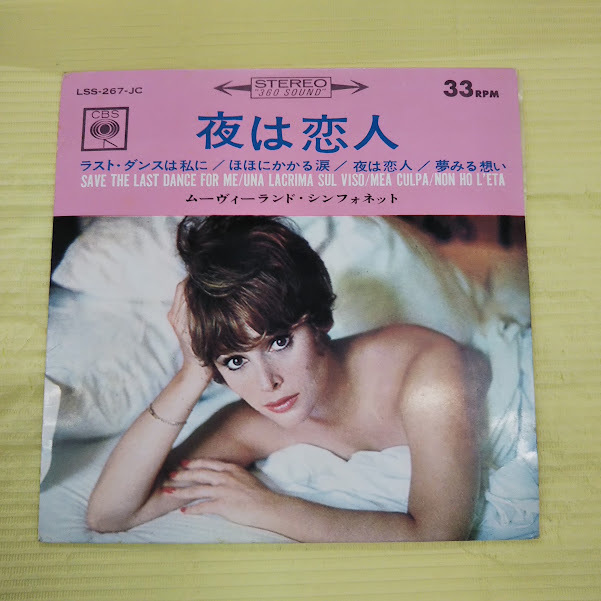 LSS-267-JC
STEREO
"360 SOUND"
33RPM
CBS
夜は恋人
ラスト・ダンスは私に／ほほにかかる涙／夜は恋人／夢みる想い
SAVE THE LAST DANCE FOR ME/UNA LACRIMA SUL VISO/MEA CULPA/NON HO L'ETA
ムーヴィーランド・シンフォネット